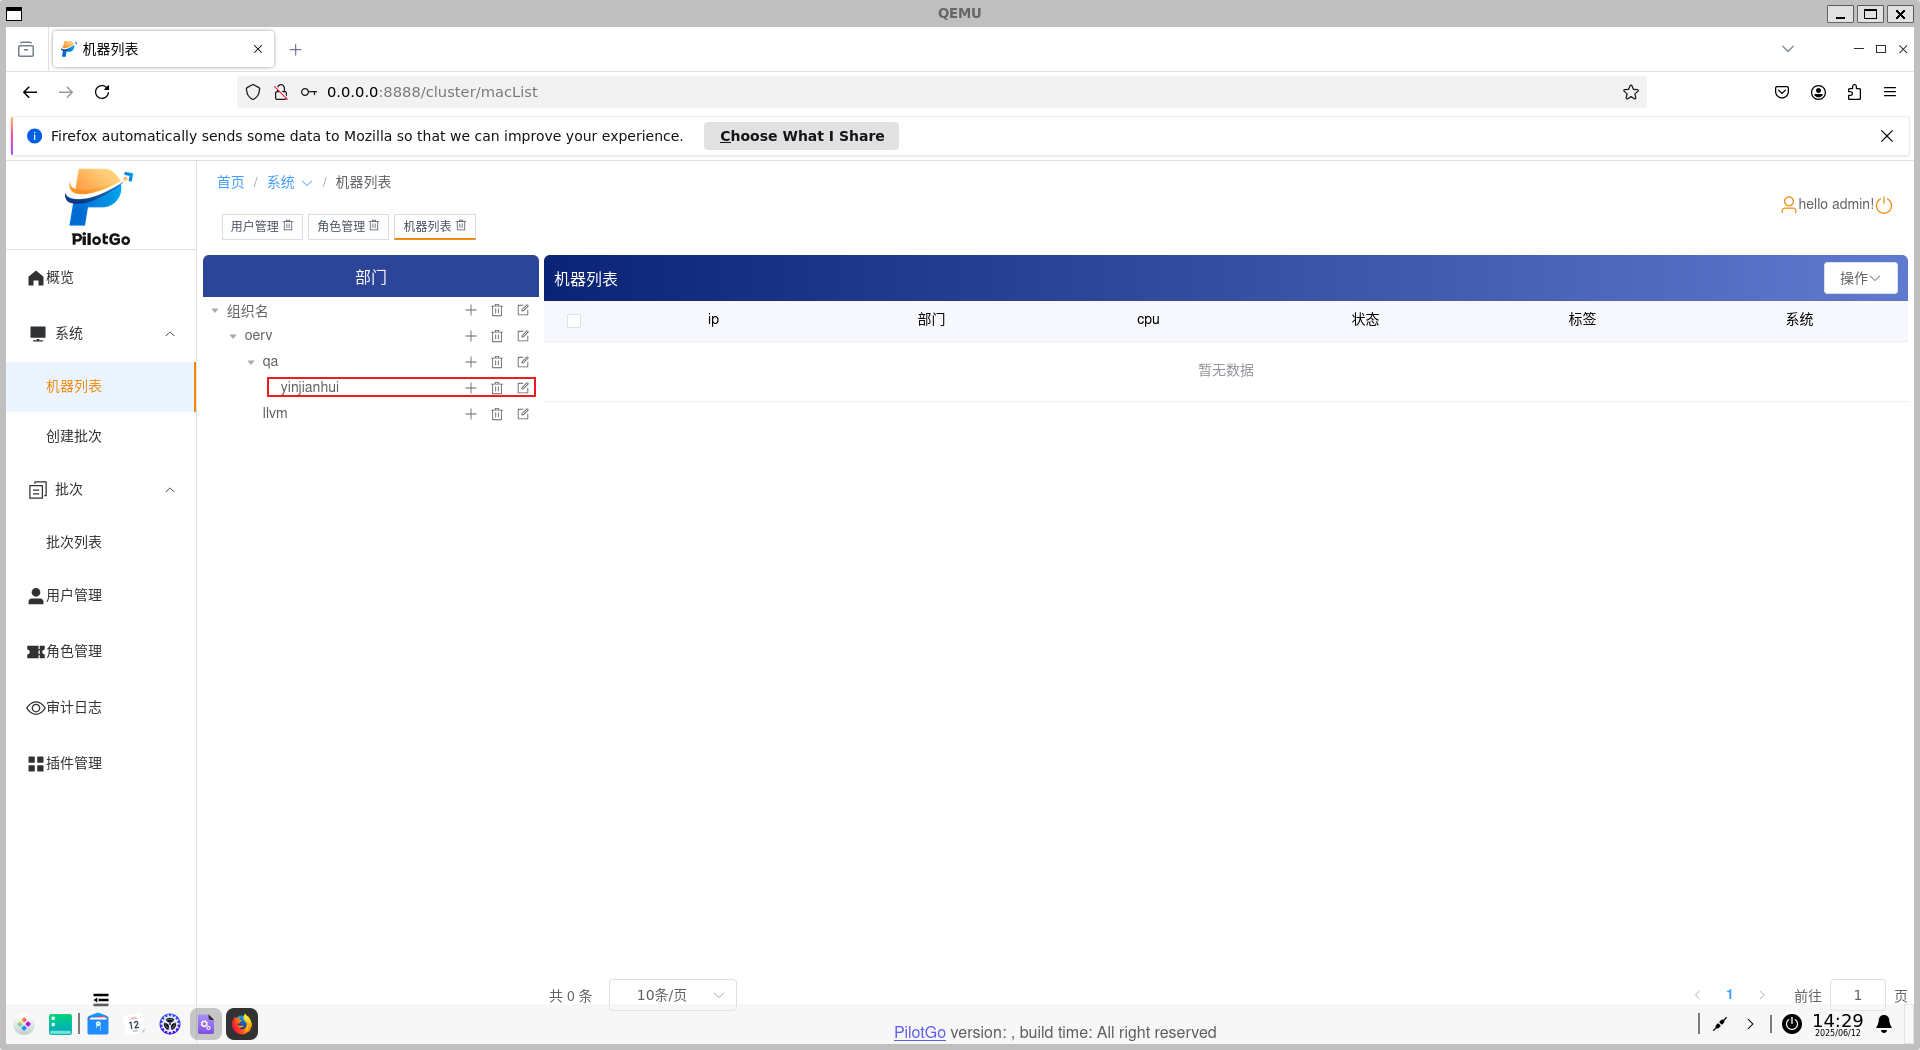 QEMU
机器列表
0.0.0.0:8888/cluster/macList
Firefox automatically sends some data to Mozilla so that we can improve your experience. Choose What I Share
PilotGo
首页 / 系统 / 机器列表
hello admin!
用户管理 角色管理 机器列表
概览
系统
机器列表
创建批次
批次
批次列表
用户管理
角色管理
审计日志
插件管理
部门
组织名
oerv
qa
yinjianhui
llvm
机器列表 操作
ip 部门 cpu 状态 标签 系统
暂无数据
共 0 条 10条/页 1 前往 1 页
PilotGo version: , build time: All right reserved
12
14:29
2025/06/12